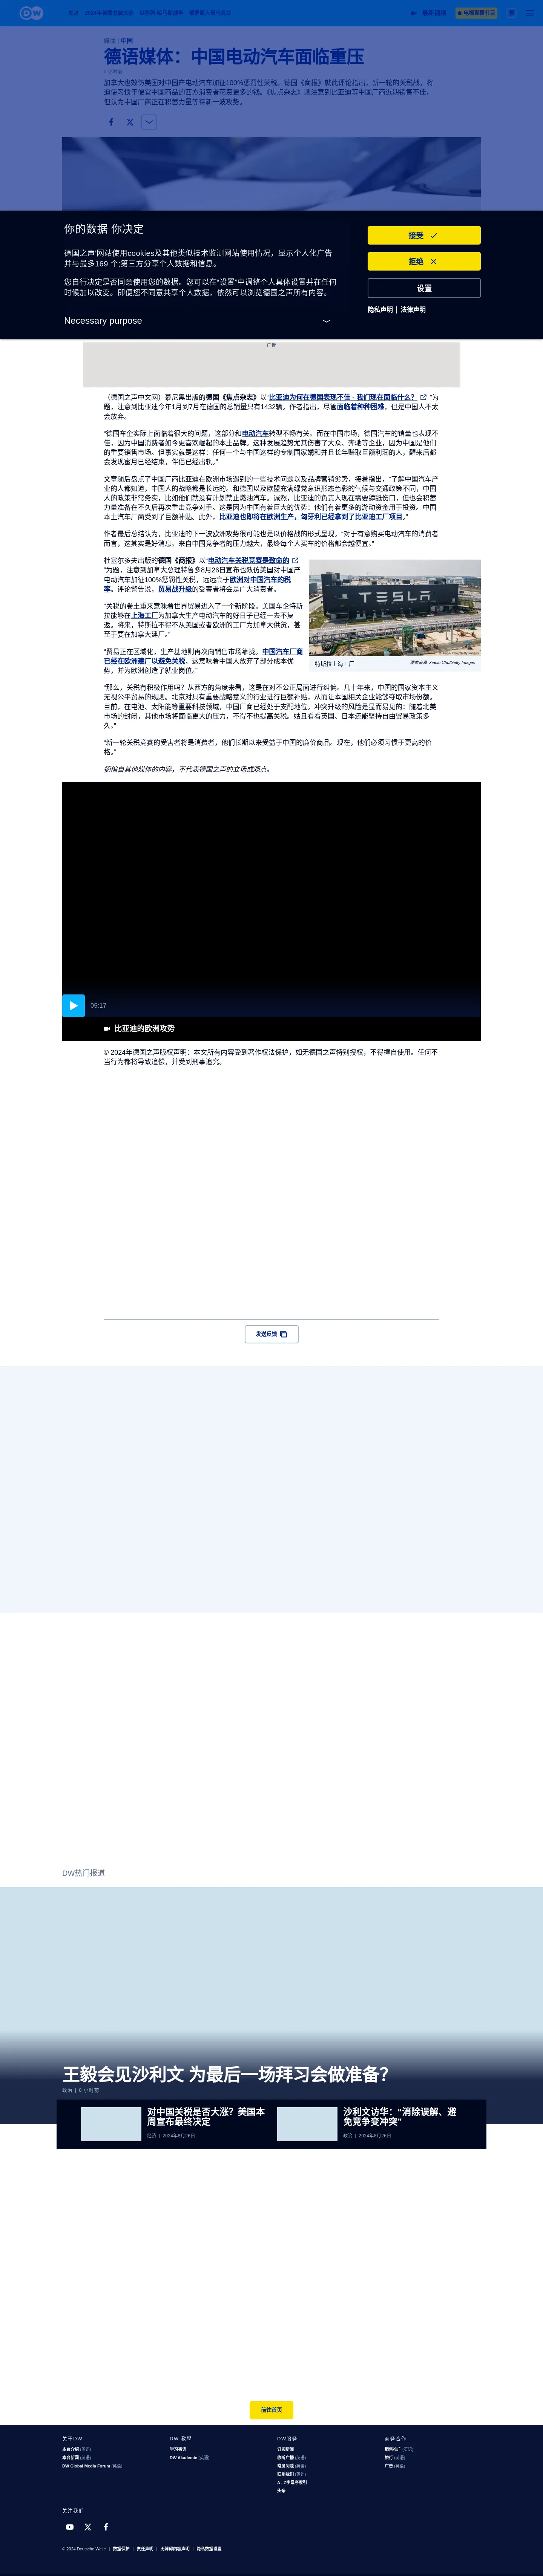 DW
焦点
2024年美国总统大选
以色列-哈马斯战争
俄罗斯入侵乌克兰
最新视频
电视直播节目
媒体 | 中国
德语媒体：中国电动汽车面临重压
加拿大也效仿美国对中国产电动汽车加征100%惩罚性关税。德国《商报》就此评论指出，新一轮的关税战，将
迫使习惯于便宜中国商品的西方消费者花费更多的钱。《焦点杂志》则注意到比亚迪等中国厂商近期销售不佳，
但认为中国厂商正在积蓄力量等待新一波攻势。
你的数据 你决定
德国之声'网站使用cookies及其他类似技术监测网站使用情况，显示个人化广告
并与最多169 个;第三方分享个人数据和信息。
您自行决定是否同意使用您的数据。您可以在“设置”中调整个人具体设置并在任何
时候加以改变。即便您不同意共享个人数据，依然可以浏览德国之声所有内容。
Necessary purpose
接受
拒绝
设置
隐私声明 | 法律声明
广告
（德国之声中文网）慕尼黑出版的德国《焦点杂志》以“比亚迪为何在德国表现不佳 - 我们现在面临什么？ ”为
题，注意到比亚迪今年1月到7月在德国的总销量只有1432辆。作者指出，尽管面临着种种困难，但是中国人不太
会放弃。
“德国车企实际上面临着很大的问题，这部分和电动汽车转型不畅有关。而在中国市场，德国汽车的销量也表现不
佳，因为中国消费者如今更喜欢崛起的本土品牌。这种发展趋势尤其伤害了大众、奔驰等企业，因为中国是他们
的重要销售市场。但事实就是这样：任何一个与中国这样的专制国家媾和并且长年赚取巨额利润的人，醒来后都
会发现蜜月已经结束，伴侣已经出轨。”
文章随后盘点了中国厂商比亚迪在欧洲市场遇到的一些技术问题以及品牌营销劣势，接着指出，“了解中国汽车产
业的人都知道，中国人的战略都是长远的，和德国以及欧盟充满绿党意识形态色彩的气候与交通政策不同，中国
人的政策非常务实，比如他们就没有计划禁止燃油汽车。诚然，比亚迪的负责人现在需要舔舐伤口，但也会积蓄
力量准备在不久后再次重击竞争对手。这是因为中国有着巨大的优势：他们有着更多的游动资金用于投资。中国
本土汽车厂商受到了巨额补贴。此外，比亚迪也即将在欧洲生产，匈牙利已经拿到了比亚迪工厂项目。”
作者最后总结认为，比亚迪的下一波欧洲攻势很可能也是以价格战的形式呈现。“对于有意购买电动汽车的消费者
而言，这其实是好消息。来自中国竞争者的压力越大，最终每个人买车的价格都会越便宜。”
杜塞尔多夫出版的德国《商报》以“电动汽车关税竞赛是致命的
”为题，注意到加拿大总理特鲁多8月26日宣布也效仿美国对中国产
电动汽车加征100%惩罚性关税，远远高于欧洲对中国汽车的税
率。评论警告说，贸易战升级的受害者将会是广大消费者。
TESLA
特斯拉上海工厂
图像来源: Xiaolu Chu/Getty Images
“关税的卷土重来意味着世界贸易进入了一个新阶段。美国车企特斯
拉能够在上海工厂为加拿大生产电动汽车的好日子已经一去不复
返。将来，特斯拉不得不从美国或者欧洲的工厂为加拿大供货，甚
至于要在加拿大建厂。”
“贸易正在区域化，生产基地则再次向销售市场靠拢。中国汽车厂商
已经在欧洲建厂以避免关税，这意味着中国人放弃了部分成本优
势，并为欧洲创造了就业岗位。”
“那么，关税有积极作用吗？从西方的角度来看，这是在对不公正局面进行纠偏。几十年来，中国的国家资本主义
无视公平贸易的规则。北京对具有重要战略意义的行业进行巨额补贴，从而让本国相关企业能够夺取市场份额。
目前，在电池、太阳能等重要科技领域，中国厂商已经处于支配地位。冲突升级的风险是显而易见的：随着北美
市场的封闭，其他市场将面临更大的压力，不得不也提高关税。姑且看看英国、日本还能坚持自由贸易政策多
久。”
“新一轮关税竞赛的受害者将是消费者，他们长期以来受益于中国的廉价商品。现在，他们必须习惯于更高的价
格。”
摘编自其他媒体的内容，不代表德国之声的立场或观点。
05:17
比亚迪的欧洲攻势
© 2024年德国之声版权声明：本文所有内容受到著作权法保护，如无德国之声特别授权，不得擅自使用。任何不
当行为都将导致追偿，并受到刑事追究。
发送反馈
DW热门报道
王毅会见沙利文 为最后一场拜习会做准备？
政治 | 8 小时前
对中国关税是否大涨？美国本
周宣布最终决定
经济 | 2024年8月26日
沙利文访华：“消除误解、避
免竞争变冲突”
政治 | 2024年8月26日
前往首页
关于DW
本台介绍 (英语)
本台新闻 (英语)
DW Global Media Forum (英语)
DW 教學
学习德语
DW Akademie (英语)
DW服务
订阅新闻
收听广播 (英语)
常见问题 (英语)
联系我们 (英语)
A - Z字母序索引
头条
商务合作
销售推广 (英语)
旅行 (英语)
广告 (英语)
关注我们
© 2024 Deutsche Welle | 数据保护 | 责任声明 | 无障碍内容声明 | 隐私数据设置